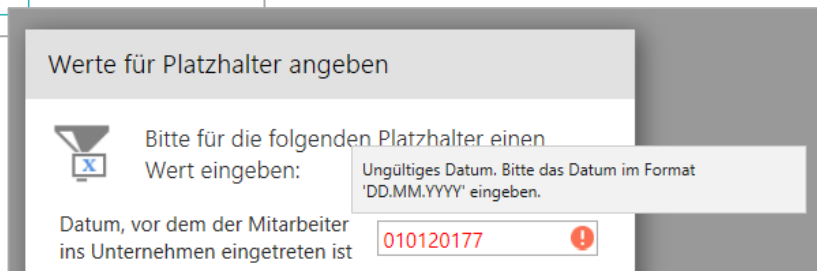 Werte für Platzhalter angeben
Bitte für die folgenden Platzhalter einen
Wert eingeben:
Ungültiges Datum. Bitte das Datum im Format
'DD.MM.YYYY' eingeben.
Datum, vor dem der Mitarbeiter
ins Unternehmen eingetreten ist
010120177
x